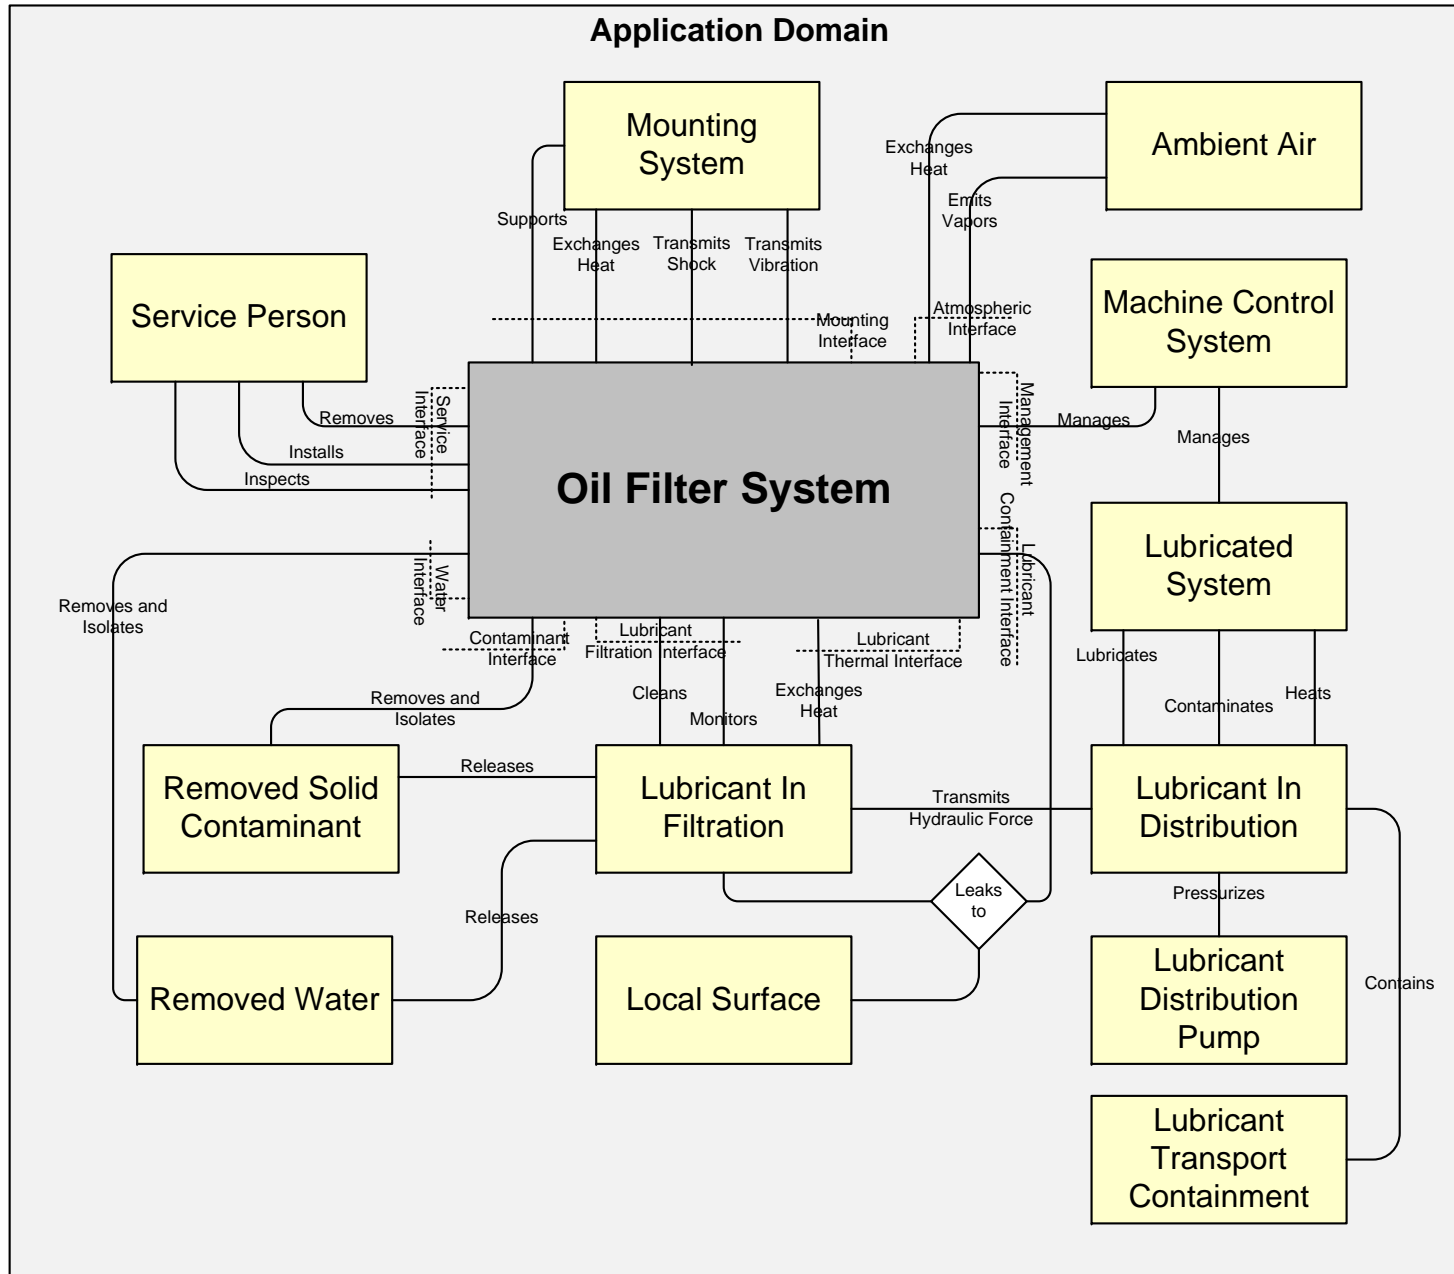 Application Domain
Mounting
System
Ambient Air
Exchanges
Heat
Emits
Vapors
Supports
Exchanges
Heat
Transmits
Shock
Transmits
Vibration
Service Person
Machine Control
System
Mounting
Interface
Atmospheric
Interface
Removes
Installs
Inspects
Service
Interface
Management
Interface
Manages
Manages
Oil Filter System
Lubricated
System
Water
Interface
Lubricant
Containment Interface
Removes and
Isolates
Contaminant
Interface
Lubricant
Filtration Interface
Lubricant
Thermal Interface
Lubricates
Contaminates
Heats
Removes and
Isolates
Cleans
Monitors
Exchanges
Heat
Removed Solid
Contaminant
Releases
Lubricant In
Filtration
Transmits
Hydraulic Force
Lubricant In
Distribution
Leaks
to
Pressurizes
Releases
Removed Water
Local Surface
Lubricant
Distribution
Pump
Contains
Lubricant
Transport
Containment